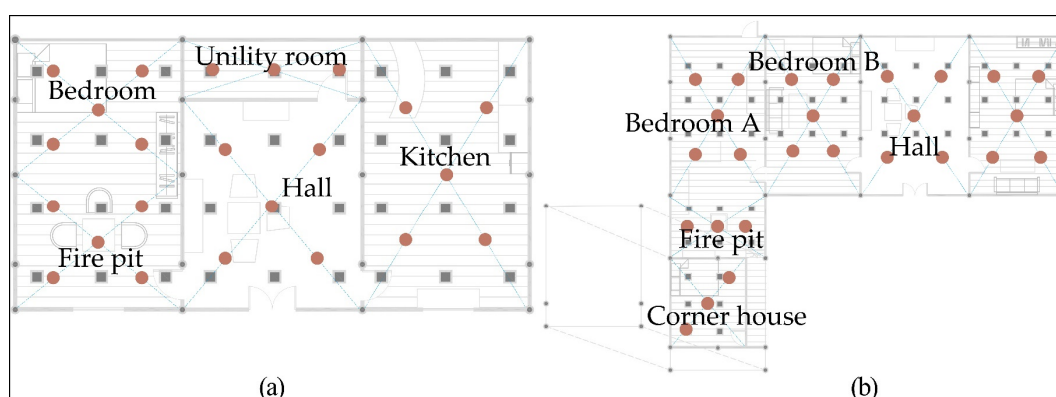 Unility room
Bedroom
Kitchen
Hall
Fire pit
(a)
Bedroom B
Bedroom A
Hall
Fire pit
Corner house
(b)